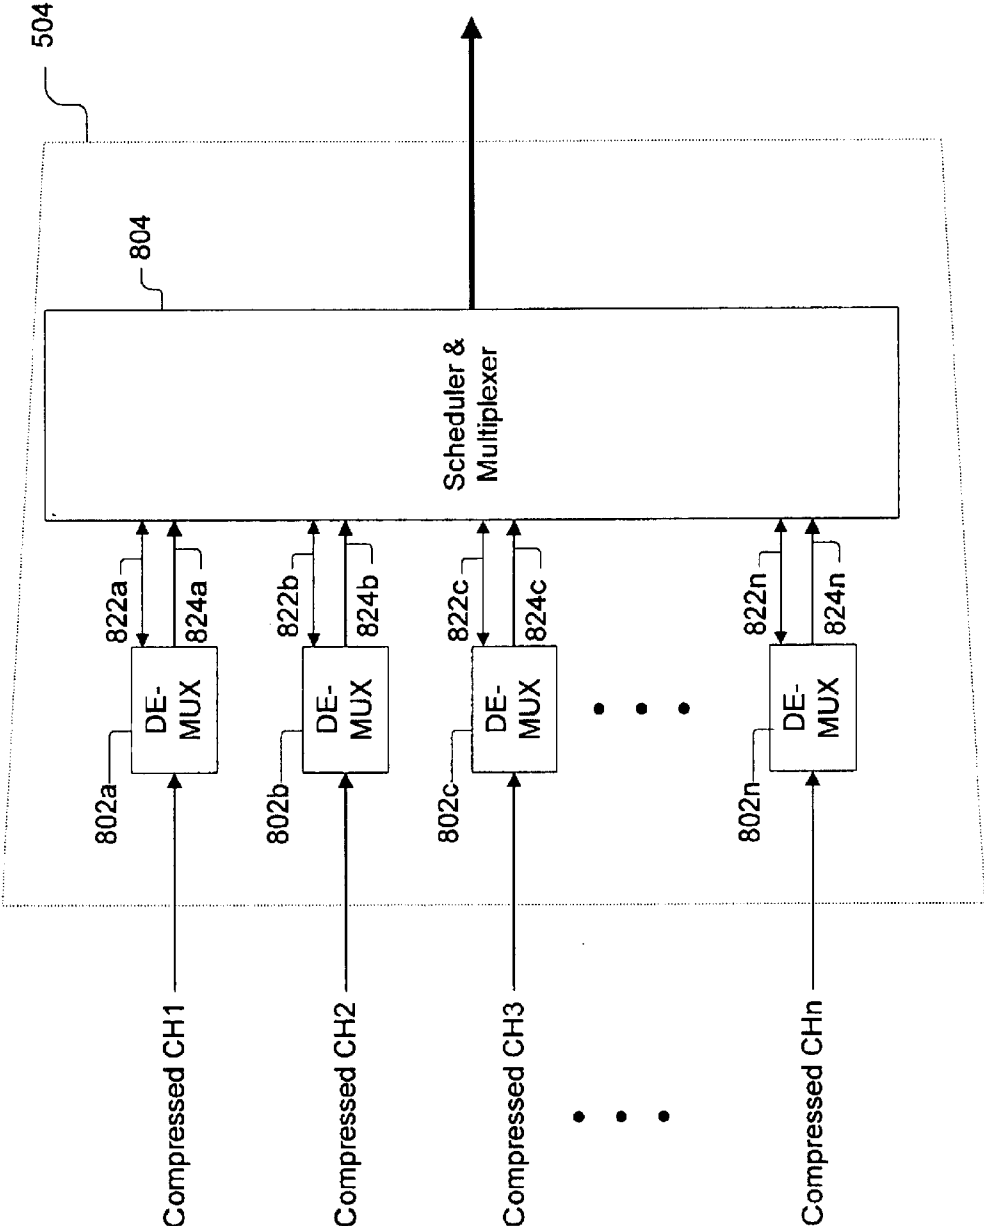 504
804
Scheduler &
Multiplexer
822a
824a
822b
824b
822c
824c
822n
824n
DE-
MUX
DE-
MUX
DE-
MUX
DE-
MUX
802a
802b
802c
802n
Compressed CH1
Compressed CH2
Compressed CH3
Compressed CHn